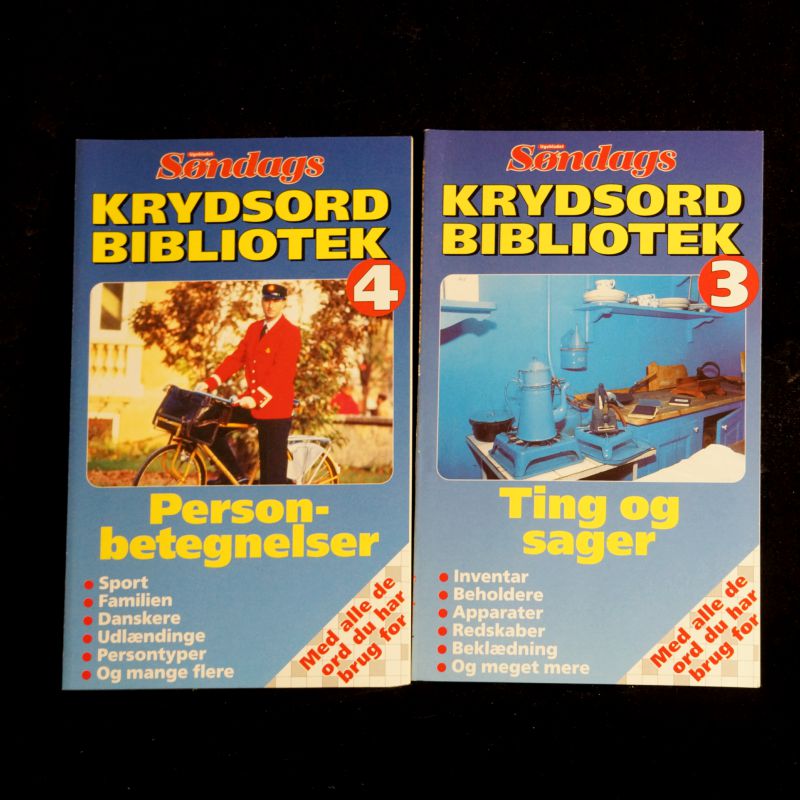 Ugebladet
Søndags
KRYDSORD
BIBLIOTEK
4
Person-
betegnelser
Sport
Familien
Danskere
Udlændinge
Persontyper
Og mange flere
Med alle de
ord du har
brug for
Ugebladet
Søndags
KRYDSORD
BIBLIOTEK
3
Ting og
sager
Inventar
Beholdere
Apparater
Redskaber
Beklædning
Og meget mere
Med alle de
ord du har
brug for